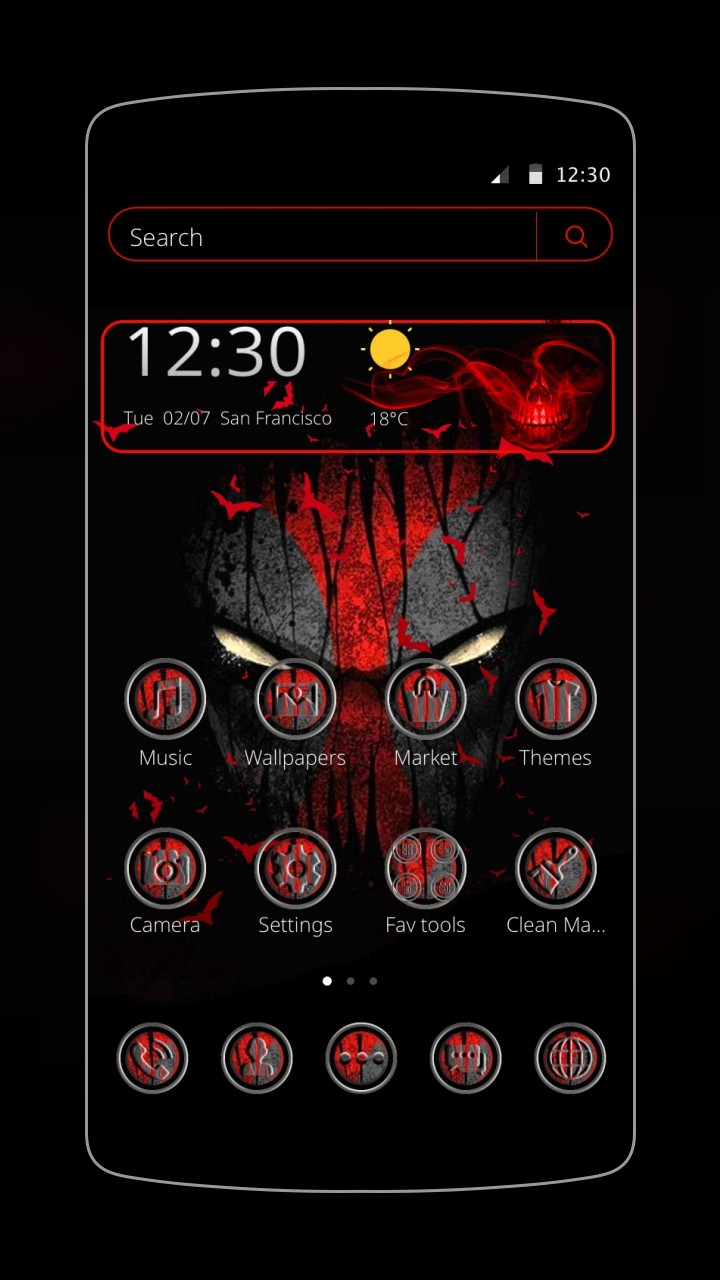 12:30
Search
12:30
Tue 02/07 San Francisco 18°C
Music Wallpapers Market Themes
Camera Settings Fav tools Clean Ma...